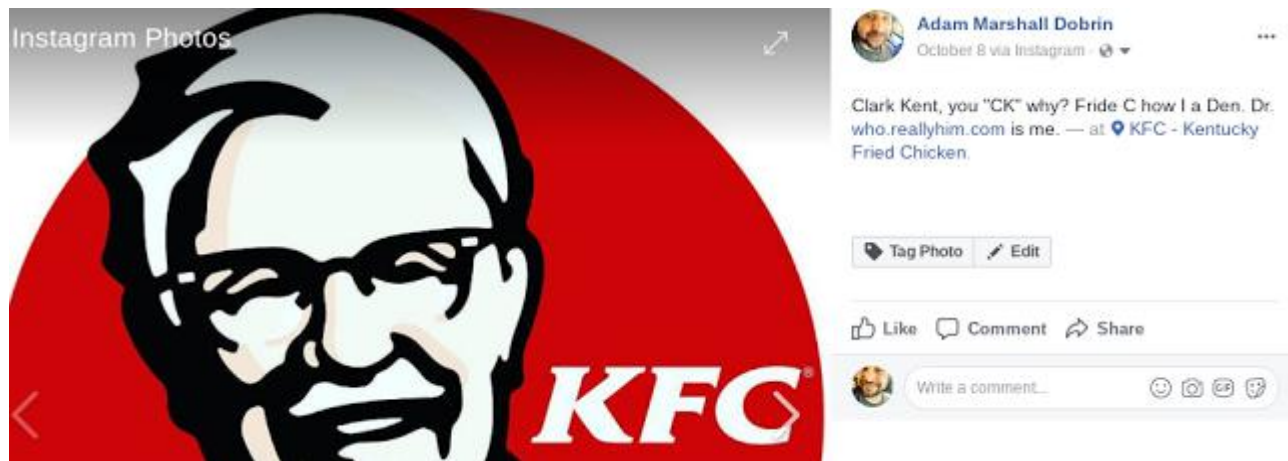 Instagram Photos
KFC
®
Adam Marshall Dobrin
October 8 via Instagram ·
Clark Kent, you "CK" why? Fride C how I a Den. Dr.
who.reallyhim.com is me. — at KFC - Kentucky
Fried Chicken.
Tag Photo Edit
Like Comment Share
Write a comment...
GIF